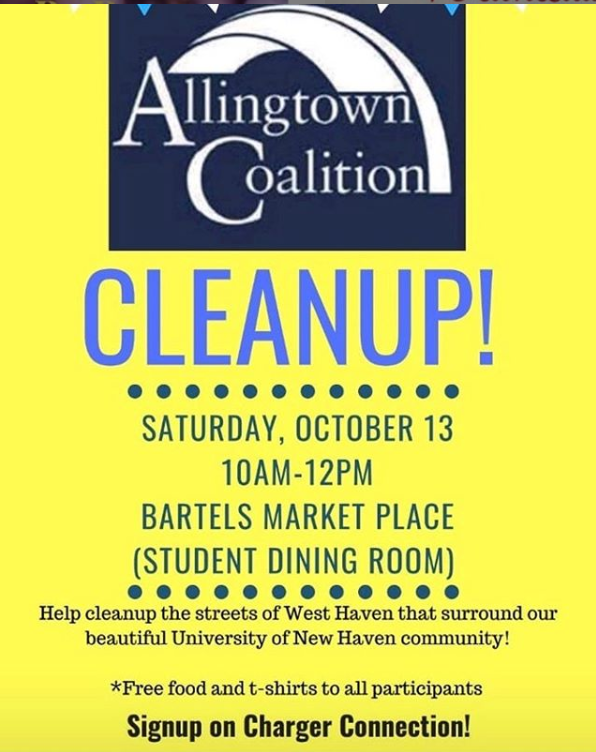 Allingtown
Coalition
CLEANUP!
SATURDAY, OCTOBER 13
10AM-12PM
BARTELS MARKET PLACE
(STUDENT DINING ROOM)
Help cleanup the streets of West Haven that surround our
beautiful University of New Haven community!
*Free food and t-shirts to all participants
Signup on Charger Connection!